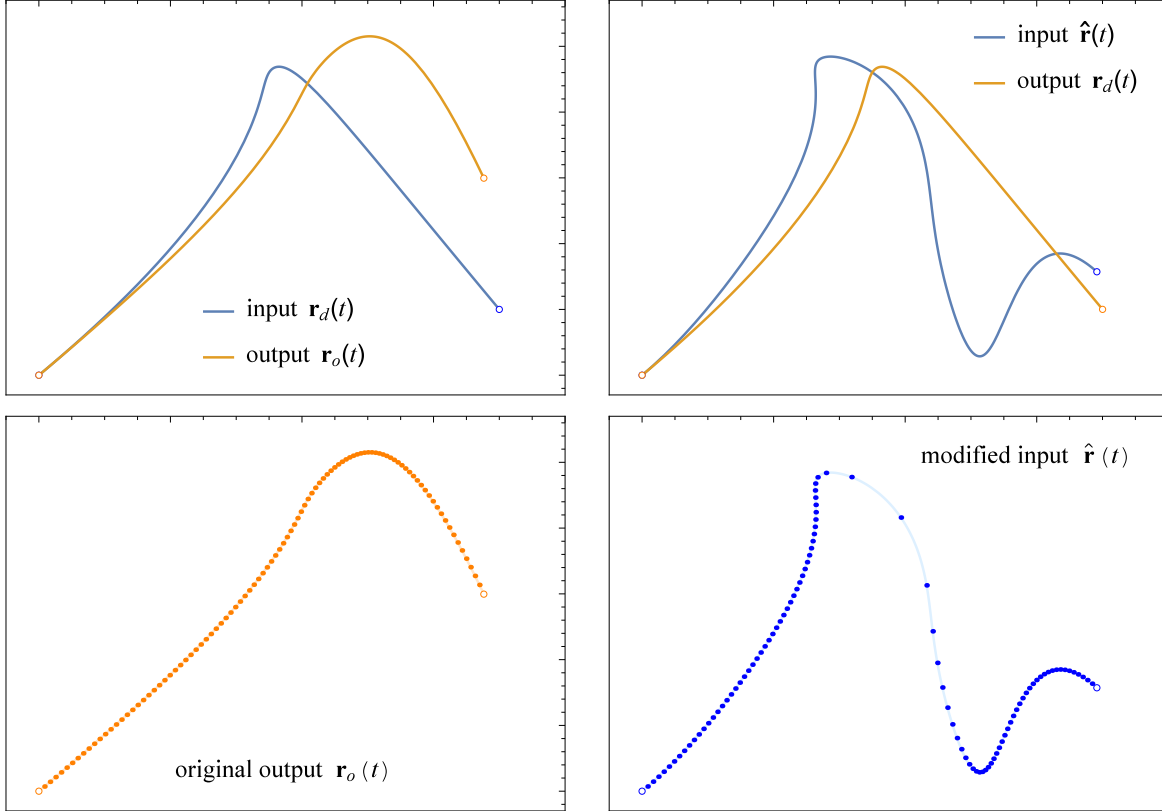 input r_d(t)
output r_o(t)
input r̂(t)
output r_d(t)
original output r_o (t)
modified input r̂ (t)